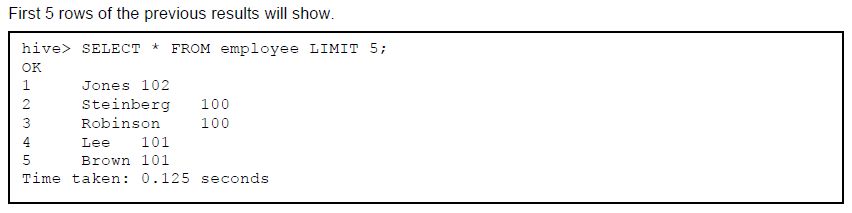 First 5 rows of the previous results will show.
hive> SELECT * FROM employee LIMIT 5;
OK
1 Jones 102
2 Steinberg 100
3 Robinson 100
4 Lee 101
5 Brown 101
Time taken: 0.125 seconds